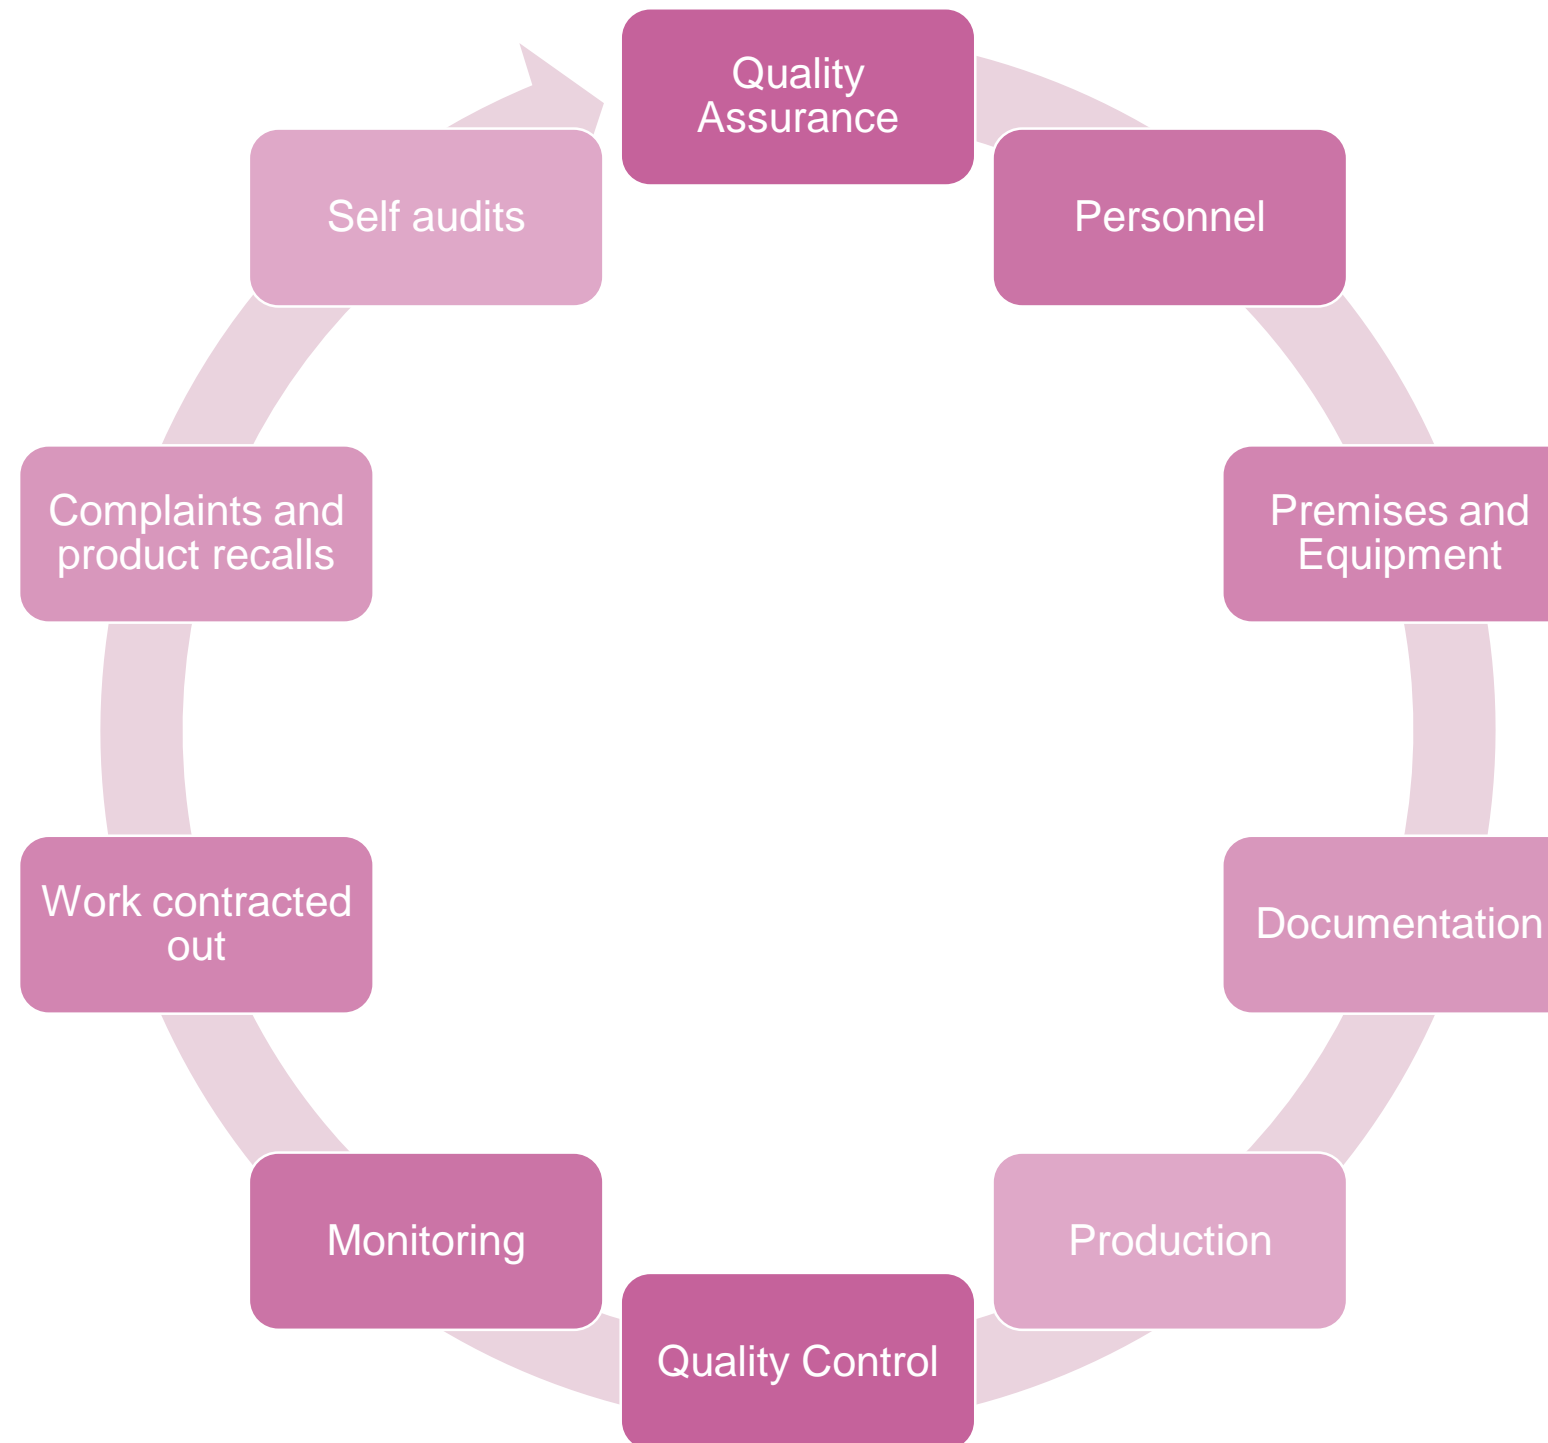 Quality
Assurance
Personnel
Premises and
Equipment
Documentation
Production
Quality Control
Monitoring
Work contracted
out
Complaints and
product recalls
Self audits